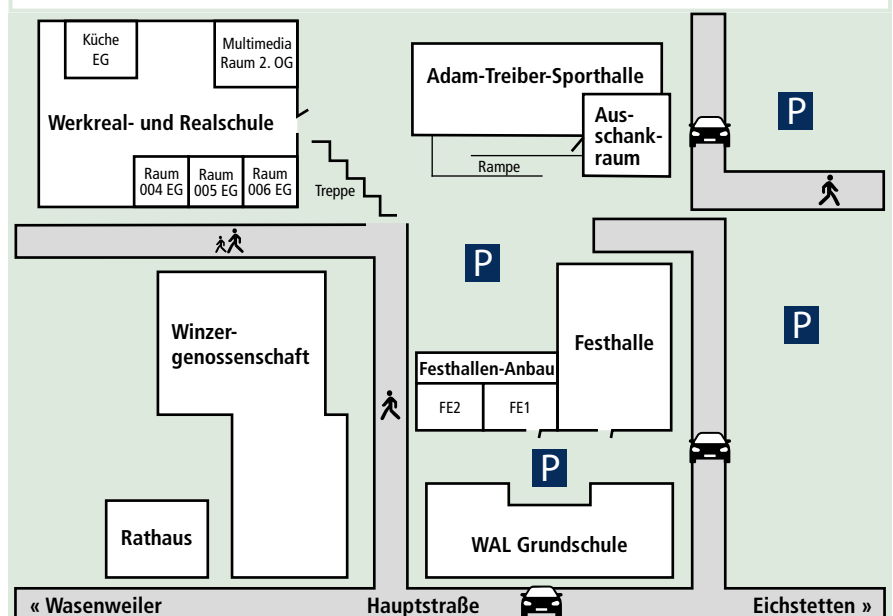 Küche
EG
Multimedia
Raum 2. OG
Werkreal- und Realschule
Raum
004 EG
Raum
005 EG
Raum
006 EG
Treppe
Adam-Treiber-Sporthalle
Aus-
schank-
raum
Rampe
P
P
P
Winzer-
genossenschaft
Festhalle
Festhallen-Anbau
FE2
FE1
P
Rathaus
WAL Grundschule
« Wasenweiler
Hauptstraße
Eichstetten »